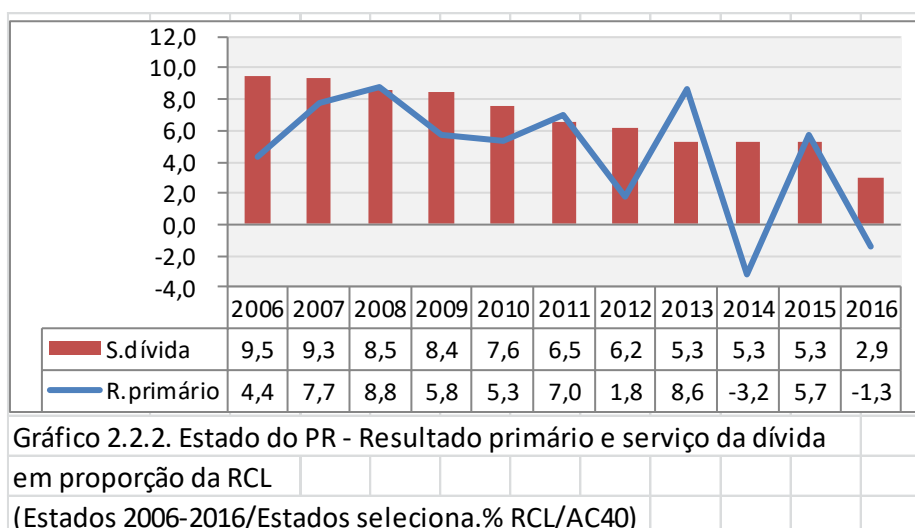 12,0
10,0
8,0
6,0
4,0
2,0
0,0
-2,0
-4,0
2006 2007 2008 2009 2010 2011 2012 2013 2014 2015 2016
S.dívida 9,5 9,3 8,5 8,4 7,6 6,5 6,2 5,3 5,3 5,3 2,9
R.primário 4,4 7,7 8,8 5,8 5,3 7,0 1,8 8,6 -3,2 5,7 -1,3
Gráfico 2.2.2. Estado do PR - Resultado primário e serviço da dívida
em proporção da RCL
(Estados 2006-2016/Estados seleciona.% RCL/AC40)